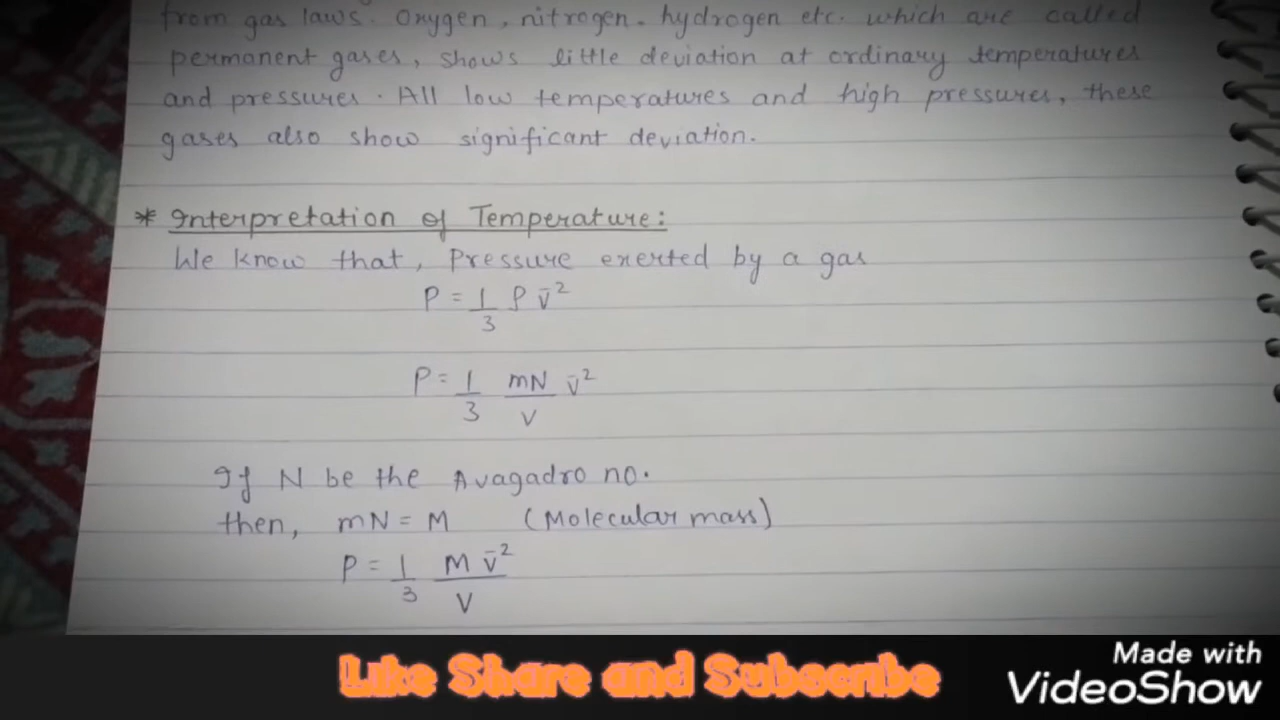 from gas laws. Oxygen, nitrogen. hydrogen etc. which are called
permanent gases, shows little deviation at ordinary temperatures
and pressures. All low temperatures and high pressures, these
gases also show significant deviation.
* Interpretation of Temperature:
We know that, Pressure exerted by a gas
P = 1/3 ρ v̄²
P = 1/3 mN/V v̄²
If N be the Avagadro no.
then, mN = M (Molecular mass)
P = 1/3 M v̄²/V
Like Share and Subscribe
Made with
VideoShow